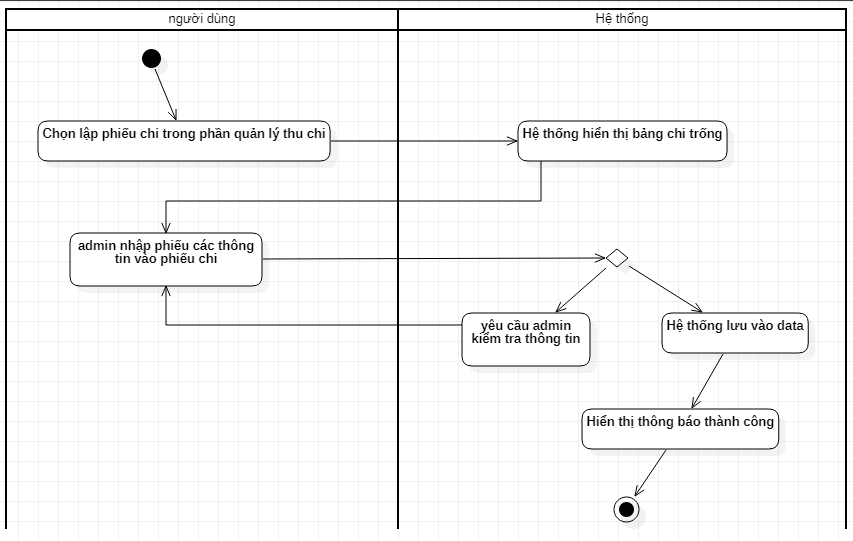 người dùng
Hệ thống
Chọn lập phiếu chi trong phần quản lý thu chi
Hệ thống hiển thị bảng chi trống
admin nhập phiếu các thông
tin vào phiếu chi
yêu cầu admin
kiểm tra thông tin
Hệ thống lưu vào data
Hiển thị thông báo thành công